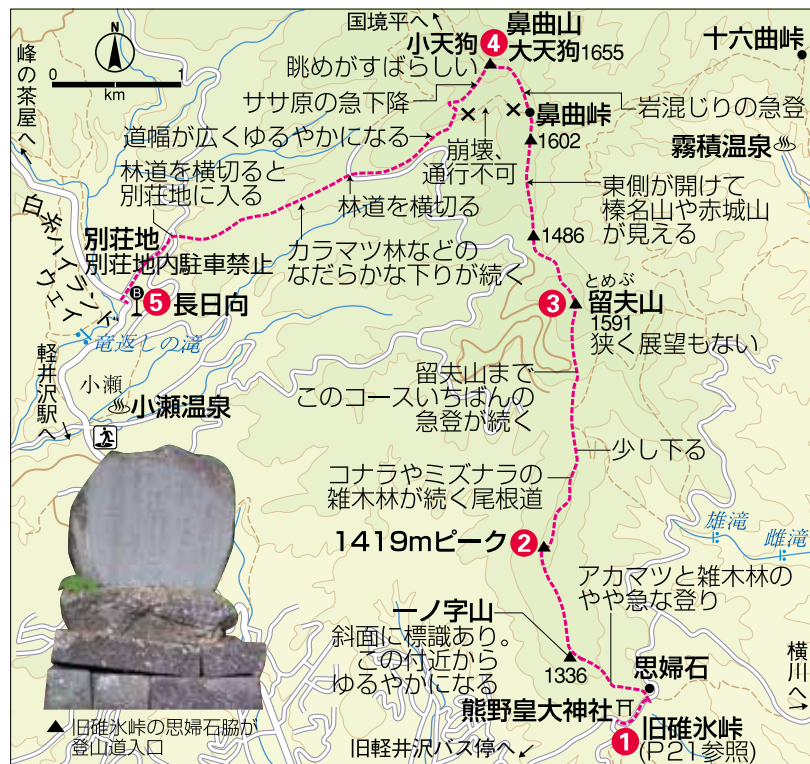 国境平へ
鼻曲山
小天狗
④
大天狗1655
十六曲峠
峰の茶屋へ
N
0
1
km
眺めがすばらしい
ササ原の急下降
鼻曲峠
岩混じりの急登
道幅が広くゆるやかになる
1602
崩壊、
通行不可
霧積温泉
林道を横切ると
別荘地に入る
林道を横切る
東側が開けて
榛名山や赤城山
が見える
白糸ハイランド
ウェイ
別荘地
別荘地内駐車禁止
カラマツ林などの
なだらかな下りが続く
1486
B
⑤長日向
とめぶ
③留夫山
1591
狭く展望もない
竜返しの滝
軽井沢駅へ
小瀬
小瀬温泉
留夫山まで
このコースいちばんの
急登が続く
少し下る
コナラやミズナラの
雑木林が続く尾根道
雄滝
雌滝
1419mピーク②
アカマツと雑木林の
やや急な登り
一ノ字山
斜面に標識あり。
この付近から
ゆるやかになる
1336
思婦石
横川へ
熊野皇大神社
①旧碓氷峠
(P21参照)
旧軽井沢バス停へ
▲旧碓氷峠の思婦石脇が
登山道入口